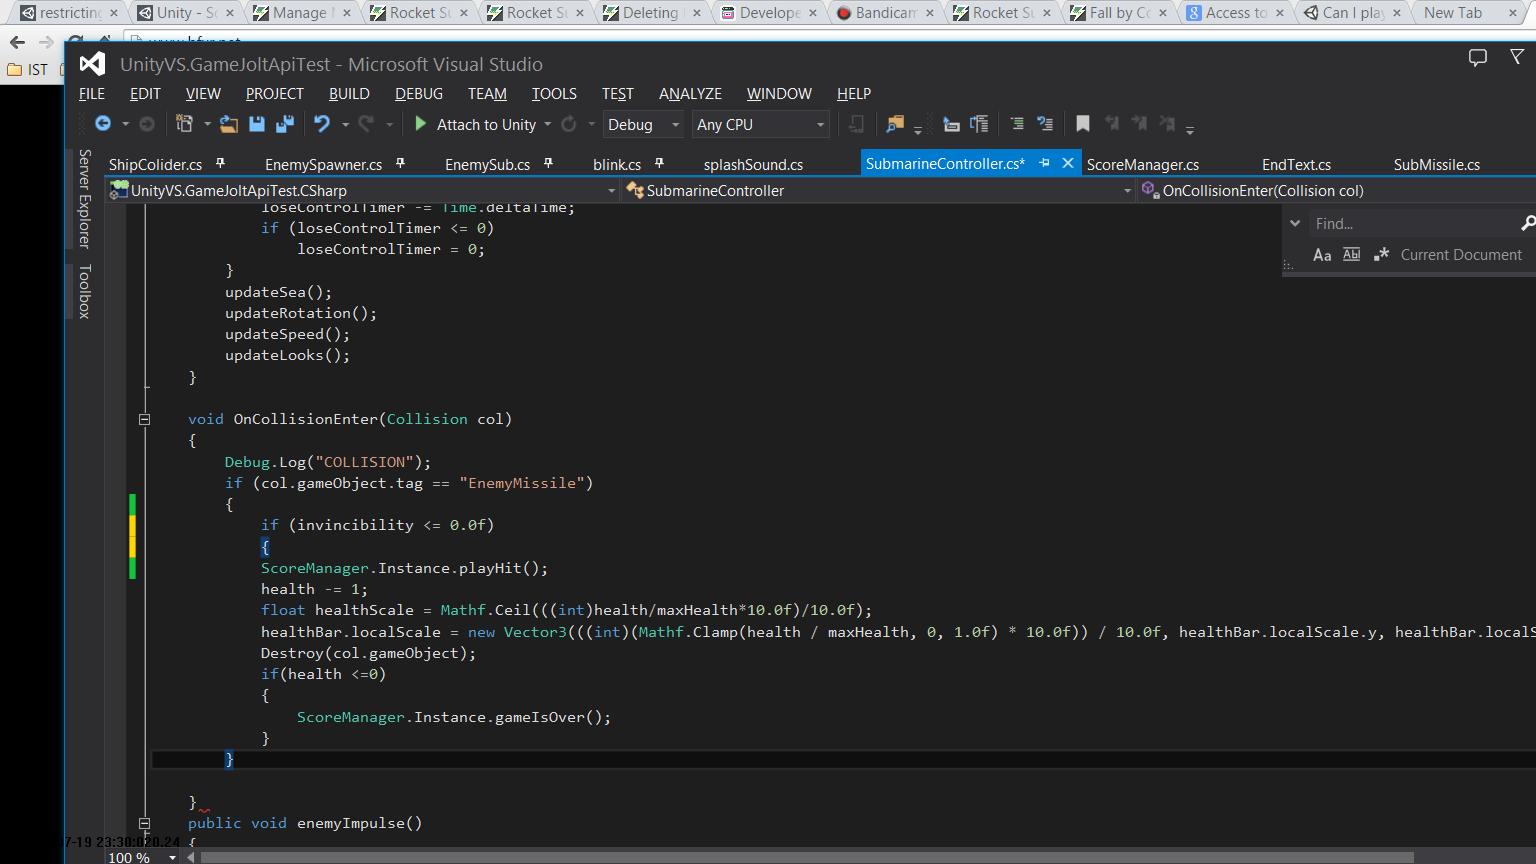 restricting
Unity - Sc
Manage
Rocket Su
Rocket Su
Deleting
Develope
Bandicam
Rocket Su
Fall by Co
Access to
Can I play
New Tab
IST
UnityVS.GameJoltApiTest - Microsoft Visual Studio
FILE EDIT VIEW PROJECT BUILD DEBUG TEAM TOOLS TEST ANALYZE WINDOW HELP
Attach to Unity Debug Any CPU
Server Explorer
Toolbox
ShipColider.cs EnemySpawner.cs EnemySub.cs blink.cs splashSound.cs SubmarineController.cs* ScoreManager.cs EndText.cs SubMissile.cs
UnityVS.GameJoltApiTest.CSharp SubmarineController OnCollisionEnter(Collision col)
Find...
Aa Abl Current Document
loseControlTimer -= Time.deltaTime;
if (loseControlTimer <= 0)
loseControlTimer = 0;
}
updateSea();
updateRotation();
updateSpeed();
updateLooks();
}
void OnCollisionEnter(Collision col)
{
Debug.Log("COLLISION");
if (col.gameObject.tag == "EnemyMissile")
{
if (invincibility <= 0.0f)
{
ScoreManager.Instance.playHit();
health -= 1;
float healthScale = Mathf.Ceil(((int)health/maxHealth*10.0f)/10.0f);
healthBar.localScale = new Vector3(((int)(Mathf.Clamp(health / maxHealth, 0, 1.0f) * 10.0f)) / 10.0f, healthBar.localScale.y, healthBar.localS
Destroy(col.gameObject);
if(health <=0)
{
ScoreManager.Instance.gameIsOver();
}
}
}
public void enemyImpulse()
{
100 %